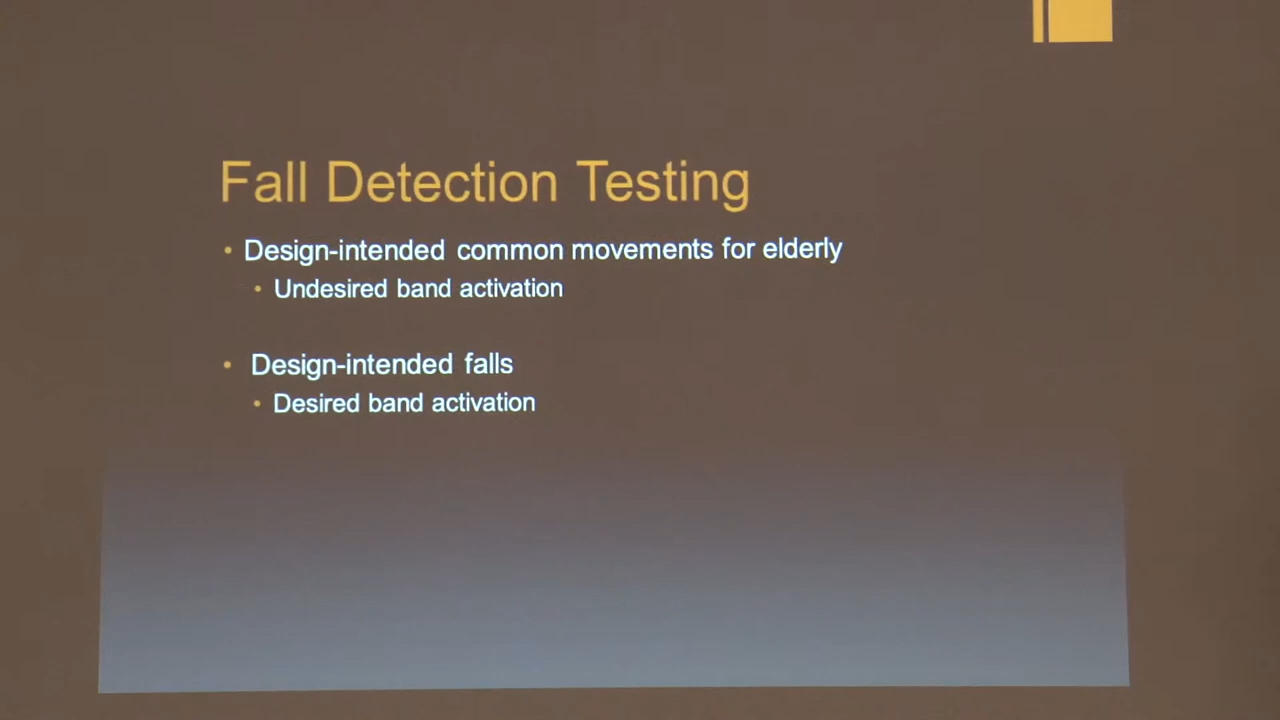 Fall Detection Testing
• Design-intended common movements for elderly
• Undesired band activation
• Design-intended falls
• Desired band activation